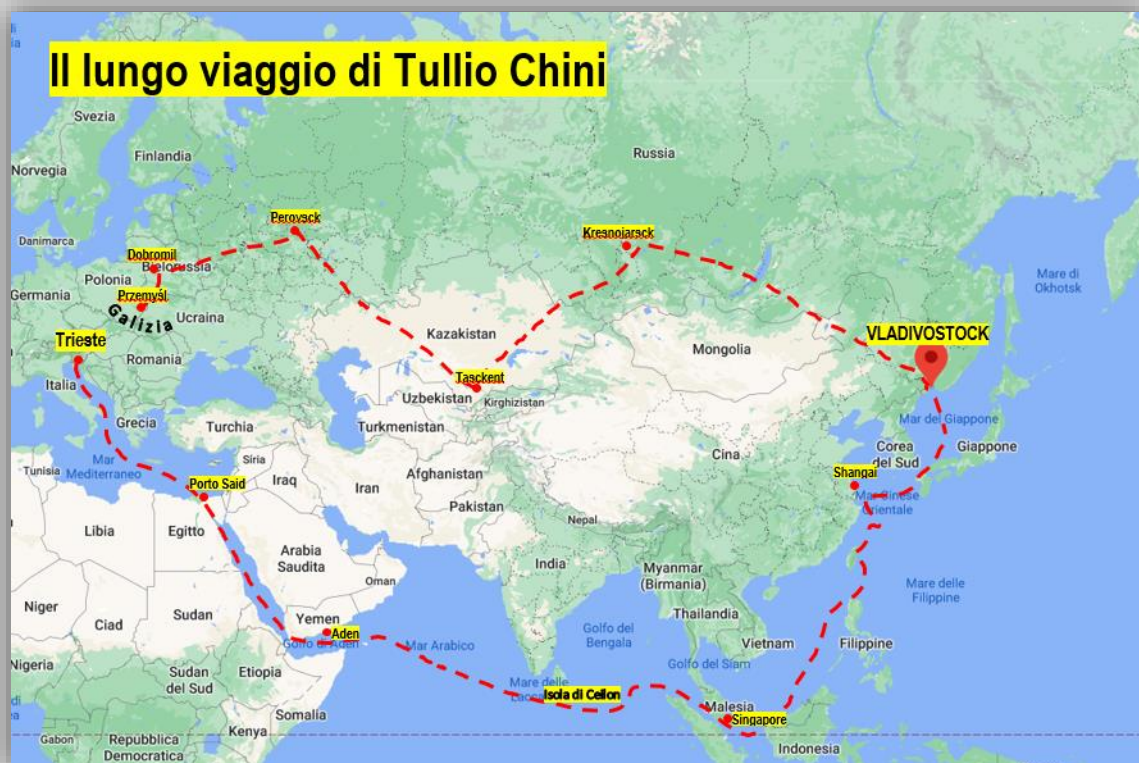 Il lungo viaggio di Tullio Chini
Svezia
Finlandia
Norvegia
Russia
Perovsck
Kresnojarsck
Danimarca
Dobromil
Bielorussia
Polonia
Mare di
Okhotsk
Germania
Przemyśl
Galizia
Ucraina
Trieste
Kazakistan
VLADIVOSTOCK
Mongolia
Romania
Italia
Tasckent
Uzbekistan
Kirghizistan
Mar del Giappone
Grecia
Turchia
Turkmenistan
Cina
Corea
del Sud
Giappone
Tunisia
Mar
Mediterraneo
Siria
Afghanistan
Shangai
Porto Said
Iraq
Iran
Mar Cinese
Orientale
Pakistan
Libia
Egitto
Nepal
Arabia
Saudita
India
Myanmar
(Birmania)
Oman
Mare delle
Filippine
Niger
Ciad
Sudan
Yemen
Aden
Golfo di Aden
Mar Arabico
Golfo del
Bengala
Thailandia
Vietnam
Filippine
Golfo del Siam
Nigeria
Sudan
del Sud
Etiopia
Mare delle
Isola di Ceilon
Malesia
Singapore
Somalia
Kenya
Gabon
Repubblica
Democratica
Indonesia